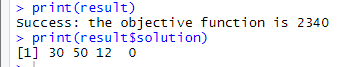 > print(result)
Success: the objective function is 2340
> print(result$solution)
[1] 30 50 12  0